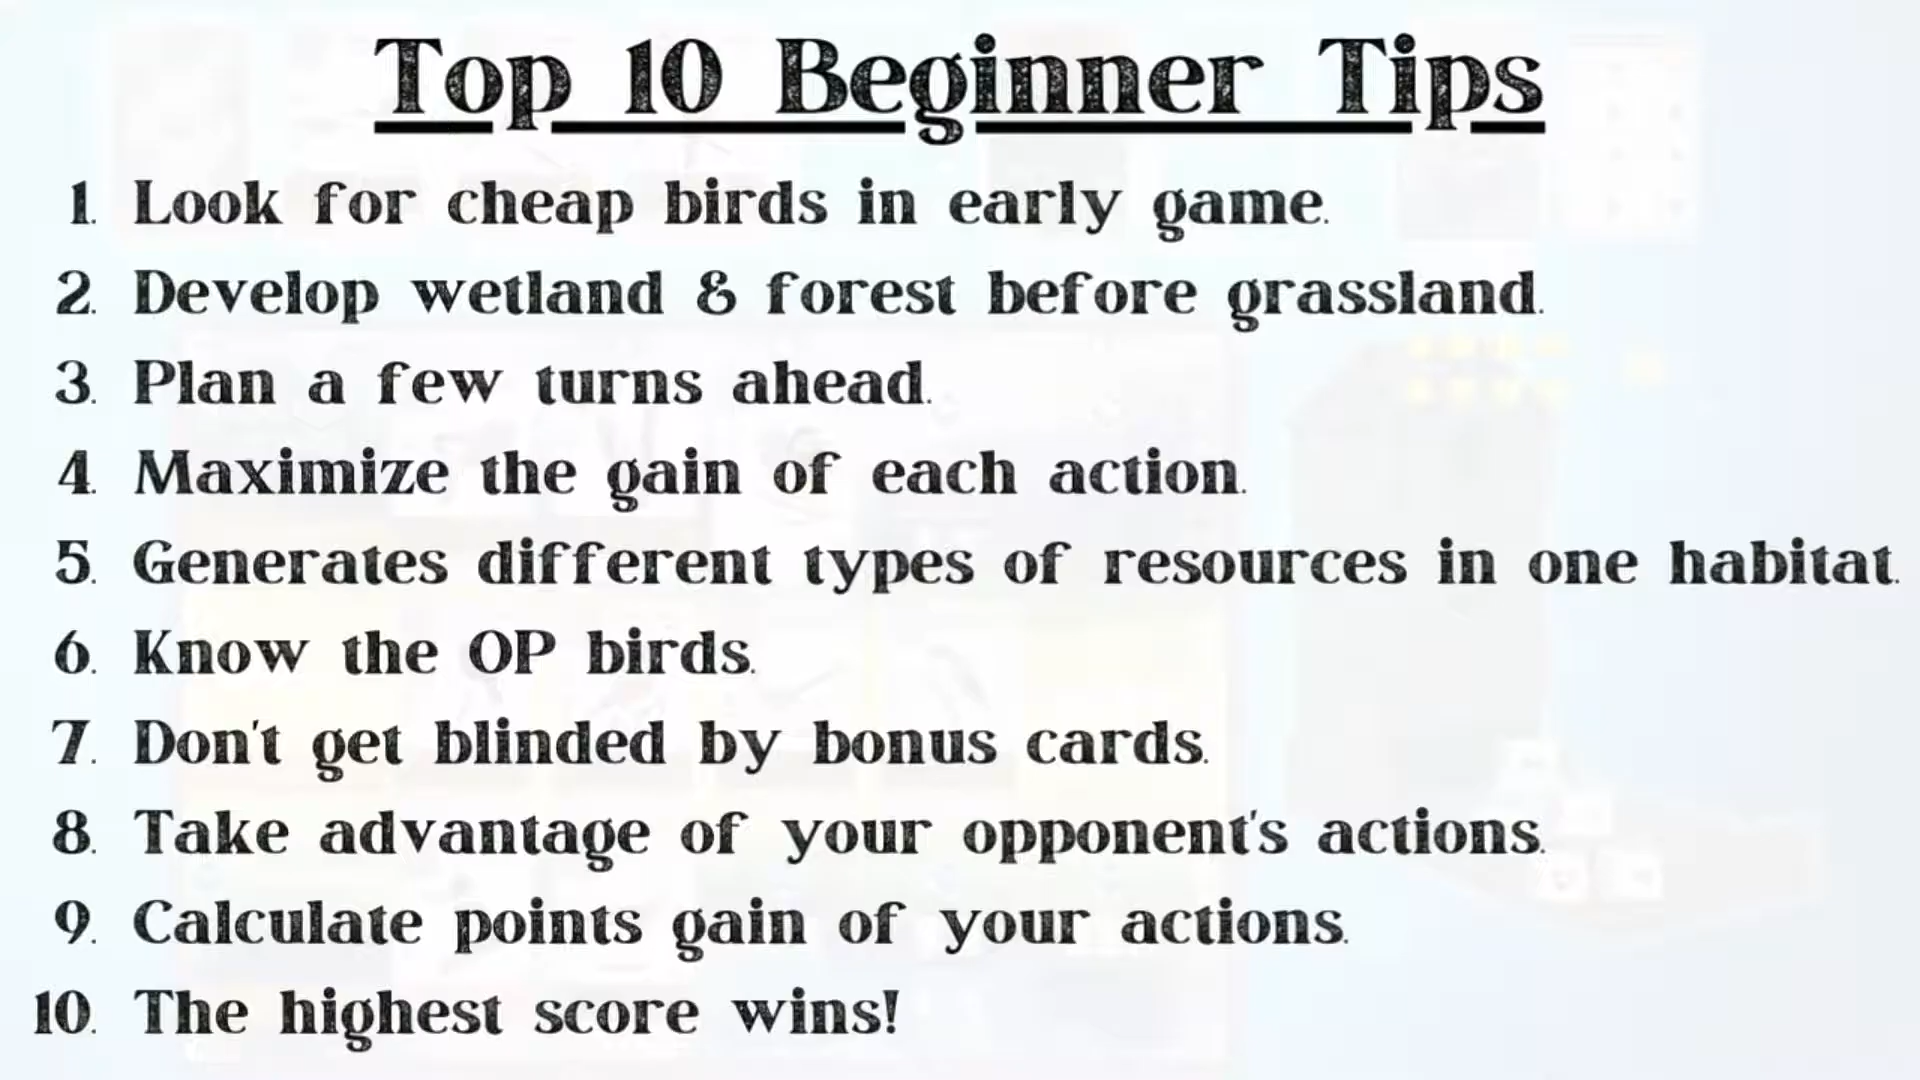 Top 10 Beginner Tips
1. Look for cheap birds in early game.
2. Develop wetland & forest before grassland.
3. Plan a few turns ahead.
4. Maximize the gain of each action.
5. Generates different types of resources in one habitat.
6. Know the OP birds.
7. Don't get blinded by bonus cards.
8. Take advantage of your opponent's actions.
9. Calculate points gain of your actions.
10. The highest score wins!